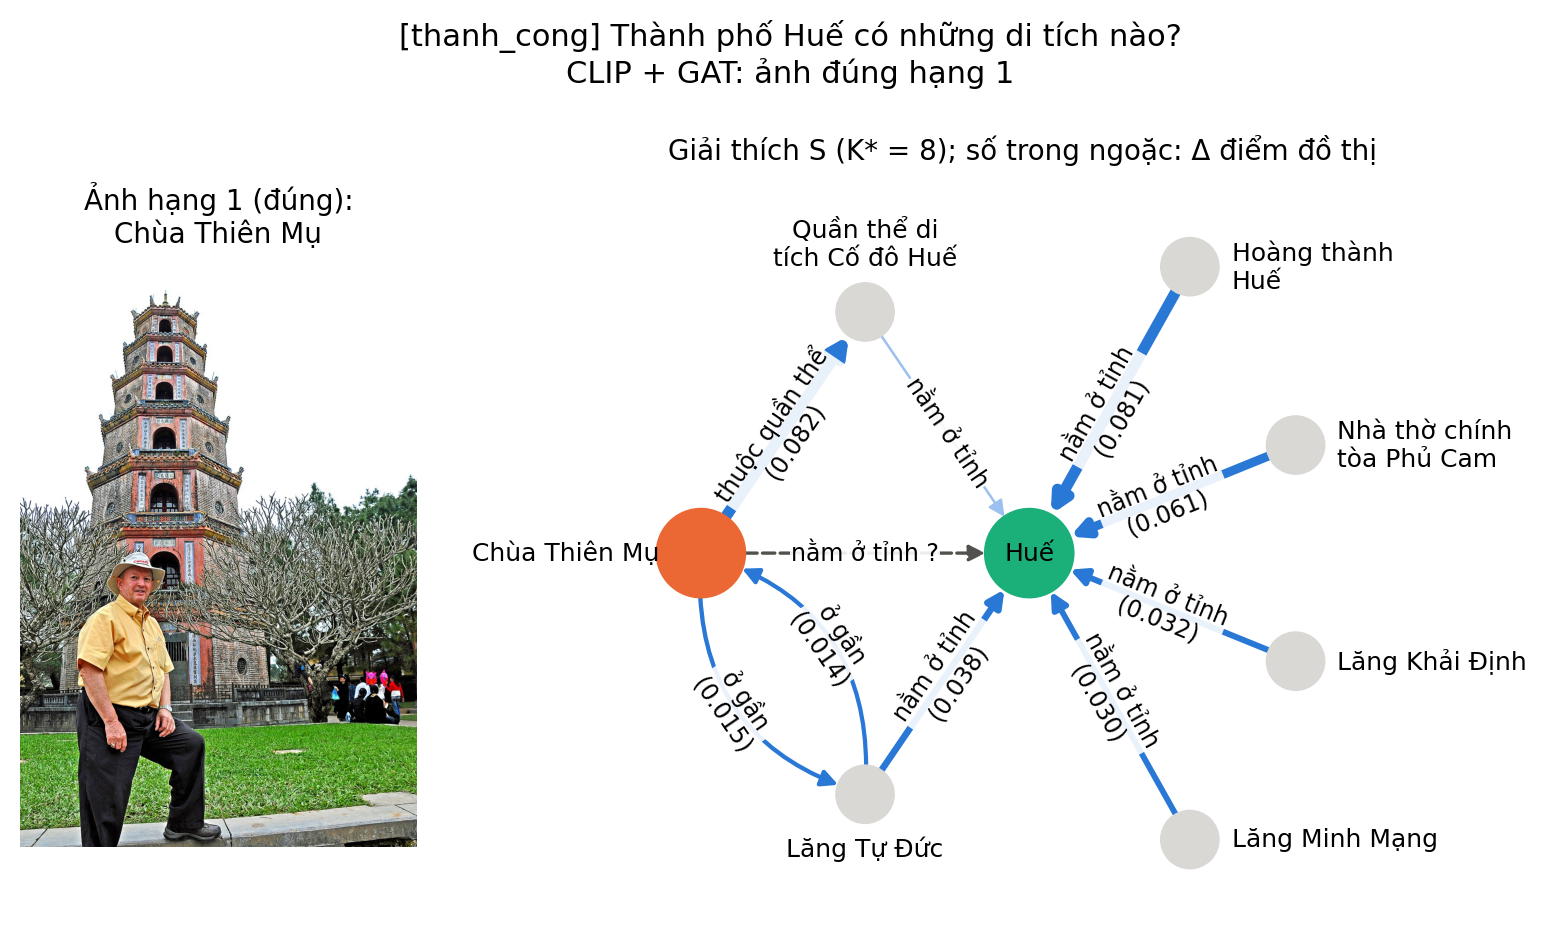 [thanh_cong] Thành phố Huế có những di tích nào?
CLIP + GAT: ảnh đúng hạng 1
Giải thích S (K* = 8); số trong ngoặc: Δ điểm đồ thị
Ảnh hạng 1 (đúng):
Chùa Thiên Mụ
Quần thể di
tích Cố đô Huế
Hoàng thành
Huế
thuộc quần thể
(0.082)
nằm ở tỉnh
nằm ở tỉnh
(0.081)
Nhà thờ chính
tòa Phủ Cam
nằm ở tỉnh
(0.061)
Chùa Thiên Mụ
nằm ở tỉnh ?
Huế
nằm ở tỉnh
(0.032)
Lăng Khải Định
ở gần
(0.014)
ở gần
(0.015)
nằm ở tỉnh
(0.038)
nằm ở tỉnh
(0.030)
Lăng Tự Đức
Lăng Minh Mạng